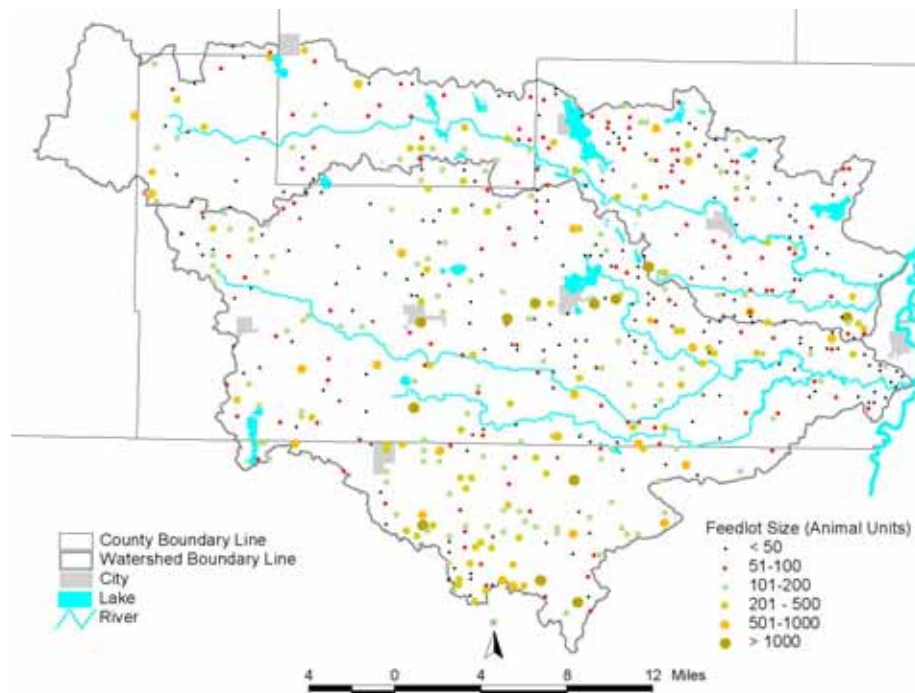 County Boundary Line
Watershed Boundary Line
City
Lake
River
Feedlot Size (Animal Units)
< 50
51-100
101-200
201 - 500
501-1000
> 1000
4 0 4 8 12 Miles